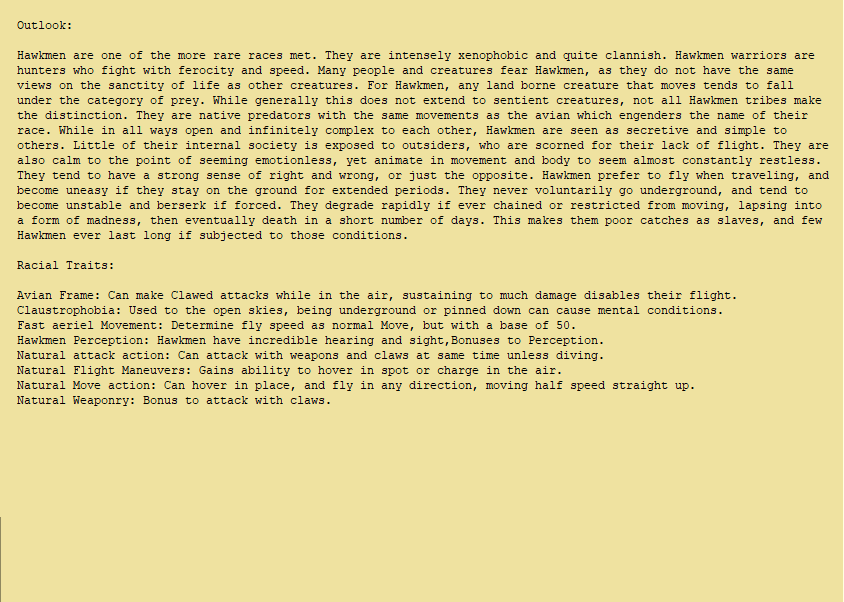 Outlook:
Hawkmen are one of the more rare races met. They are intensely xenophobic and quite clannish. Hawkmen warriors are
hunters who fight with ferocity and speed. Many people and creatures fear Hawkmen, as they do not have the same
views on the sanctity of life as other creatures. For Hawkmen, any land borne creature that moves tends to fall
under the category of prey. While generally this does not extend to sentient creatures, not all Hawkmen tribes make
the distinction. They are native predators with the same movements as the avian which engenders the name of their
race. While in all ways open and infinitely complex to each other, Hawkmen are seen as secretive and simple to
others. Little of their internal society is exposed to outsiders, who are scorned for their lack of flight. They are
also calm to the point of seeming emotionless, yet animate in movement and body to seem almost constantly restless.
They tend to have a strong sense of right and wrong, or just the opposite. Hawkmen prefer to fly when traveling, and
become uneasy if they stay on the ground for extended periods. They never voluntarily go underground, and tend to
become unstable and berserk if forced. They degrade rapidly if ever chained or restricted from moving, lapsing into
a form of madness, then eventually death in a short number of days. This makes them poor catches as slaves, and few
Hawkmen ever last long if subjected to those conditions.
Racial Traits:
Avian Frame: Can make Clawed attacks while in the air, sustaining to much damage disables their flight.
Claustrophobia: Used to the open skies, being underground or pinned down can cause mental conditions.
Fast aeriel Movement: Determine fly speed as normal Move, but with a base of 50.
Hawkmen Perception: Hawkmen have incredible hearing and sight,Bonuses to Perception.
Natural attack action: Can attack with weapons and claws at same time unless diving.
Natural Flight Maneuvers: Gains ability to hover in spot or charge in the air.
Natural Move action: Can hover in place, and fly in any direction, moving half speed straight up.
Natural Weaponry: Bonus to attack with claws.